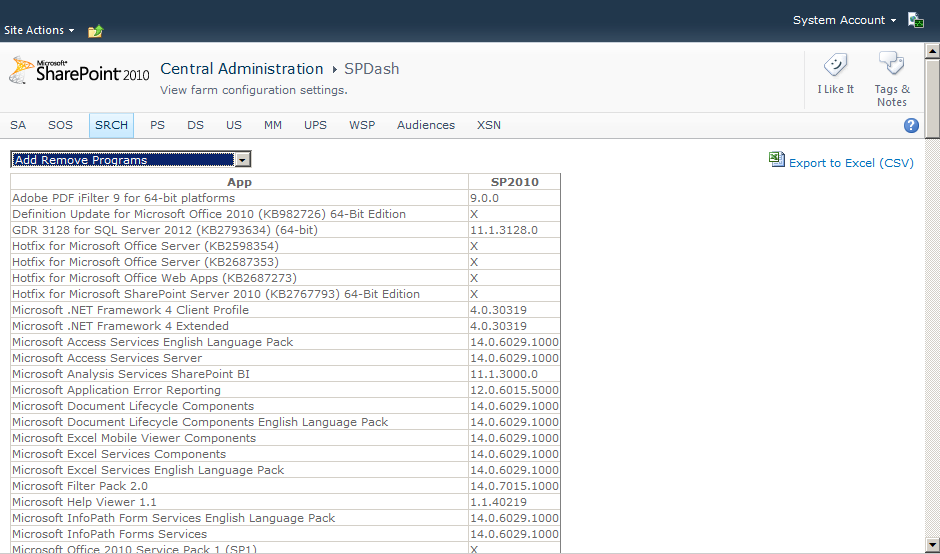 System Account
Site Actions
Microsoft®
SharePoint® 2010
Central Administration ▸ SPDash
View farm configuration settings.
I Like It
Tags &
Notes
SA SOS SRCH PS DS US MM UPS WSP Audiences XSN
Add Remove Programs
Export to Excel (CSV)
App SP2010
Adobe PDF iFilter 9 for 64-bit platforms 9.0.0
Definition Update for Microsoft Office 2010 (KB982726) 64-Bit Edition X
GDR 3128 for SQL Server 2012 (KB2793634) (64-bit) 11.1.3128.0
Hotfix for Microsoft Office Server (KB2598354) X
Hotfix for Microsoft Office Server (KB2687353) X
Hotfix for Microsoft Office Web Apps (KB2687273) X
Hotfix for Microsoft SharePoint Server 2010 (KB2767793) 64-Bit Edition X
Microsoft .NET Framework 4 Client Profile 4.0.30319
Microsoft .NET Framework 4 Extended 4.0.30319
Microsoft Access Services English Language Pack 14.0.6029.1000
Microsoft Access Services Server 14.0.6029.1000
Microsoft Analysis Services SharePoint BI 11.1.3000.0
Microsoft Application Error Reporting 12.0.6015.5000
Microsoft Document Lifecycle Components 14.0.6029.1000
Microsoft Document Lifecycle Components English Language Pack 14.0.6029.1000
Microsoft Excel Mobile Viewer Components 14.0.6029.1000
Microsoft Excel Services Components 14.0.6029.1000
Microsoft Excel Services English Language Pack 14.0.6029.1000
Microsoft Filter Pack 2.0 14.0.7015.1000
Microsoft Help Viewer 1.1 1.1.40219
Microsoft InfoPath Form Services English Language Pack 14.0.6029.1000
Microsoft InfoPath Forms Services 14.0.6029.1000
Microsoft Office 2010 Service Pack 1 (SP1) X